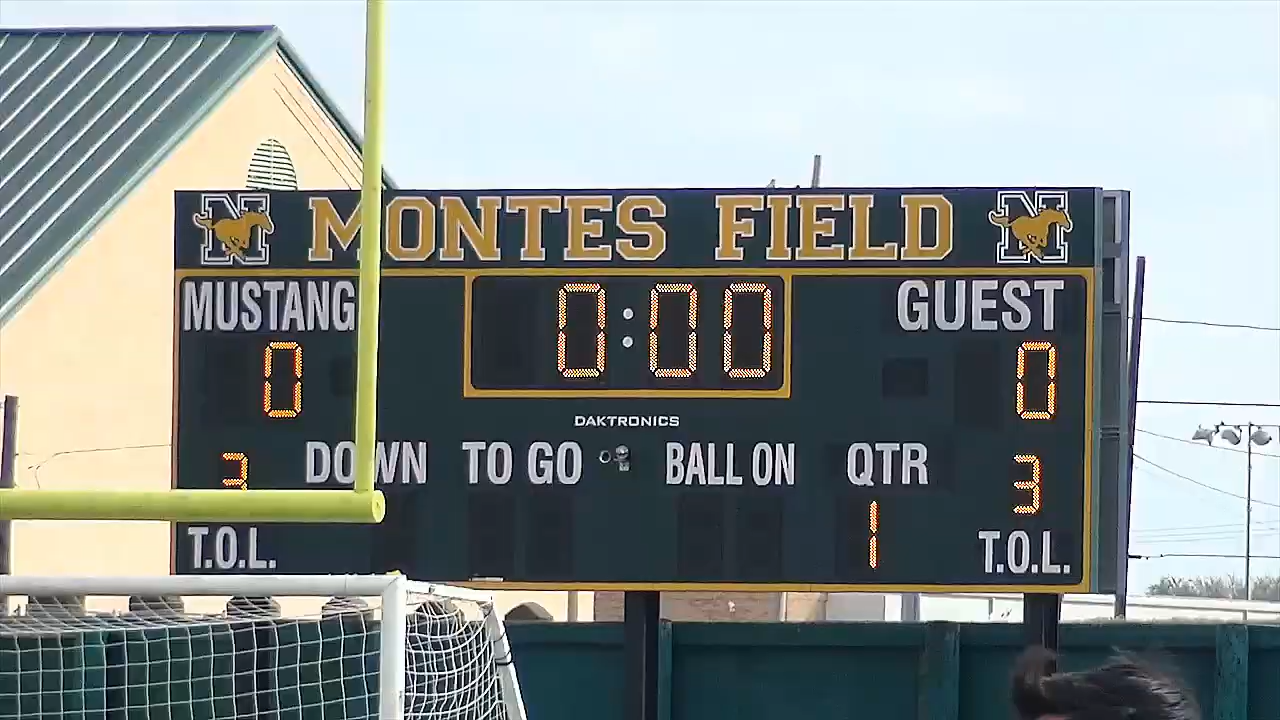 N MONTES FIELD N
MUSTANG 0:00 GUEST
0 0
DAKTRONICS
3 DOWN TO GO BALL ON QTR 3
1
T.O.L. T.O.L.